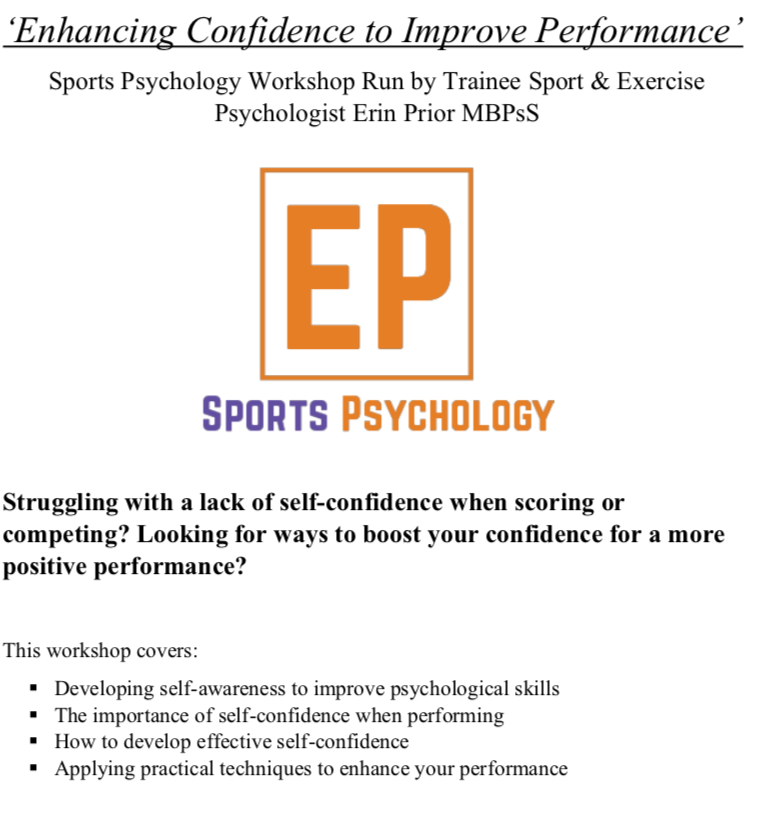 ‘Enhancing Confidence to Improve Performance’
Sports Psychology Workshop Run by Trainee Sport & Exercise
Psychologist Erin Prior MBPsS
EP
SPORTS PSYCHOLOGY
Struggling with a lack of self-confidence when scoring or
competing? Looking for ways to boost your confidence for a more
positive performance?
This workshop covers:
▪ Developing self-awareness to improve psychological skills
▪ The importance of self-confidence when performing
▪ How to develop effective self-confidence
▪ Applying practical techniques to enhance your performance